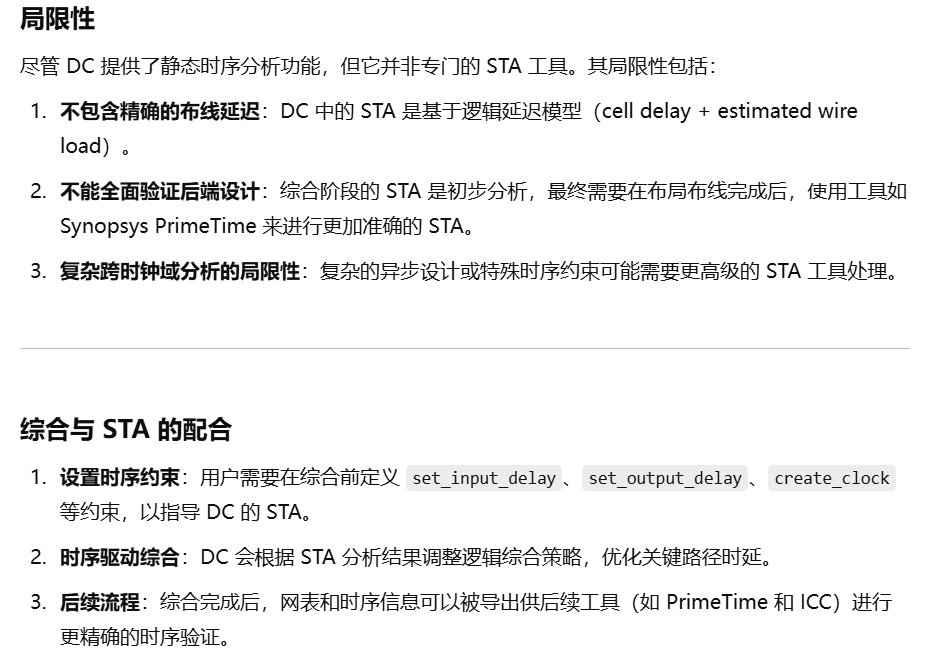 局限性
尽管 DC 提供了静态时序分析功能，但它并非专门的 STA 工具。其局限性包括：
1. 不包含精确的布线延迟：DC 中的 STA 是基于逻辑延迟模型（cell delay + estimated wire
load）。
2. 不能全面验证后端设计：综合阶段的 STA 是初步分析，最终需要在布局布线完成后，使用工具如
Synopsys PrimeTime 来进行更加准确的 STA。
3. 复杂跨时钟域分析的局限性：复杂的异步设计或特殊时序约束可能需要更高级的 STA 工具处理。
综合与 STA 的配合
1. 设置时序约束：用户需要在综合前定义 set_input_delay、set_output_delay、create_clock
等约束，以指导 DC 的 STA。
2. 时序驱动综合：DC 会根据 STA 分析结果调整逻辑综合策略，优化关键路径时延。
3. 后续流程：综合完成后，网表和时序信息可以被导出供后续工具（如 PrimeTime 和 ICC）进行
更精确的时序验证。